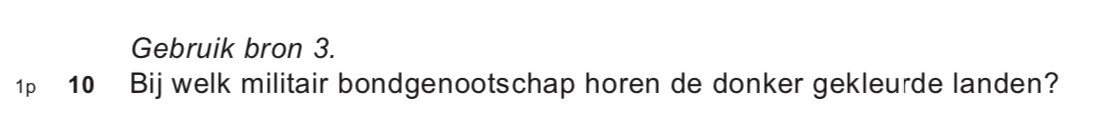 Gebruik bron 3.
1p 10 Bij welk militair bondgenootschap horen de donker gekleurde landen?